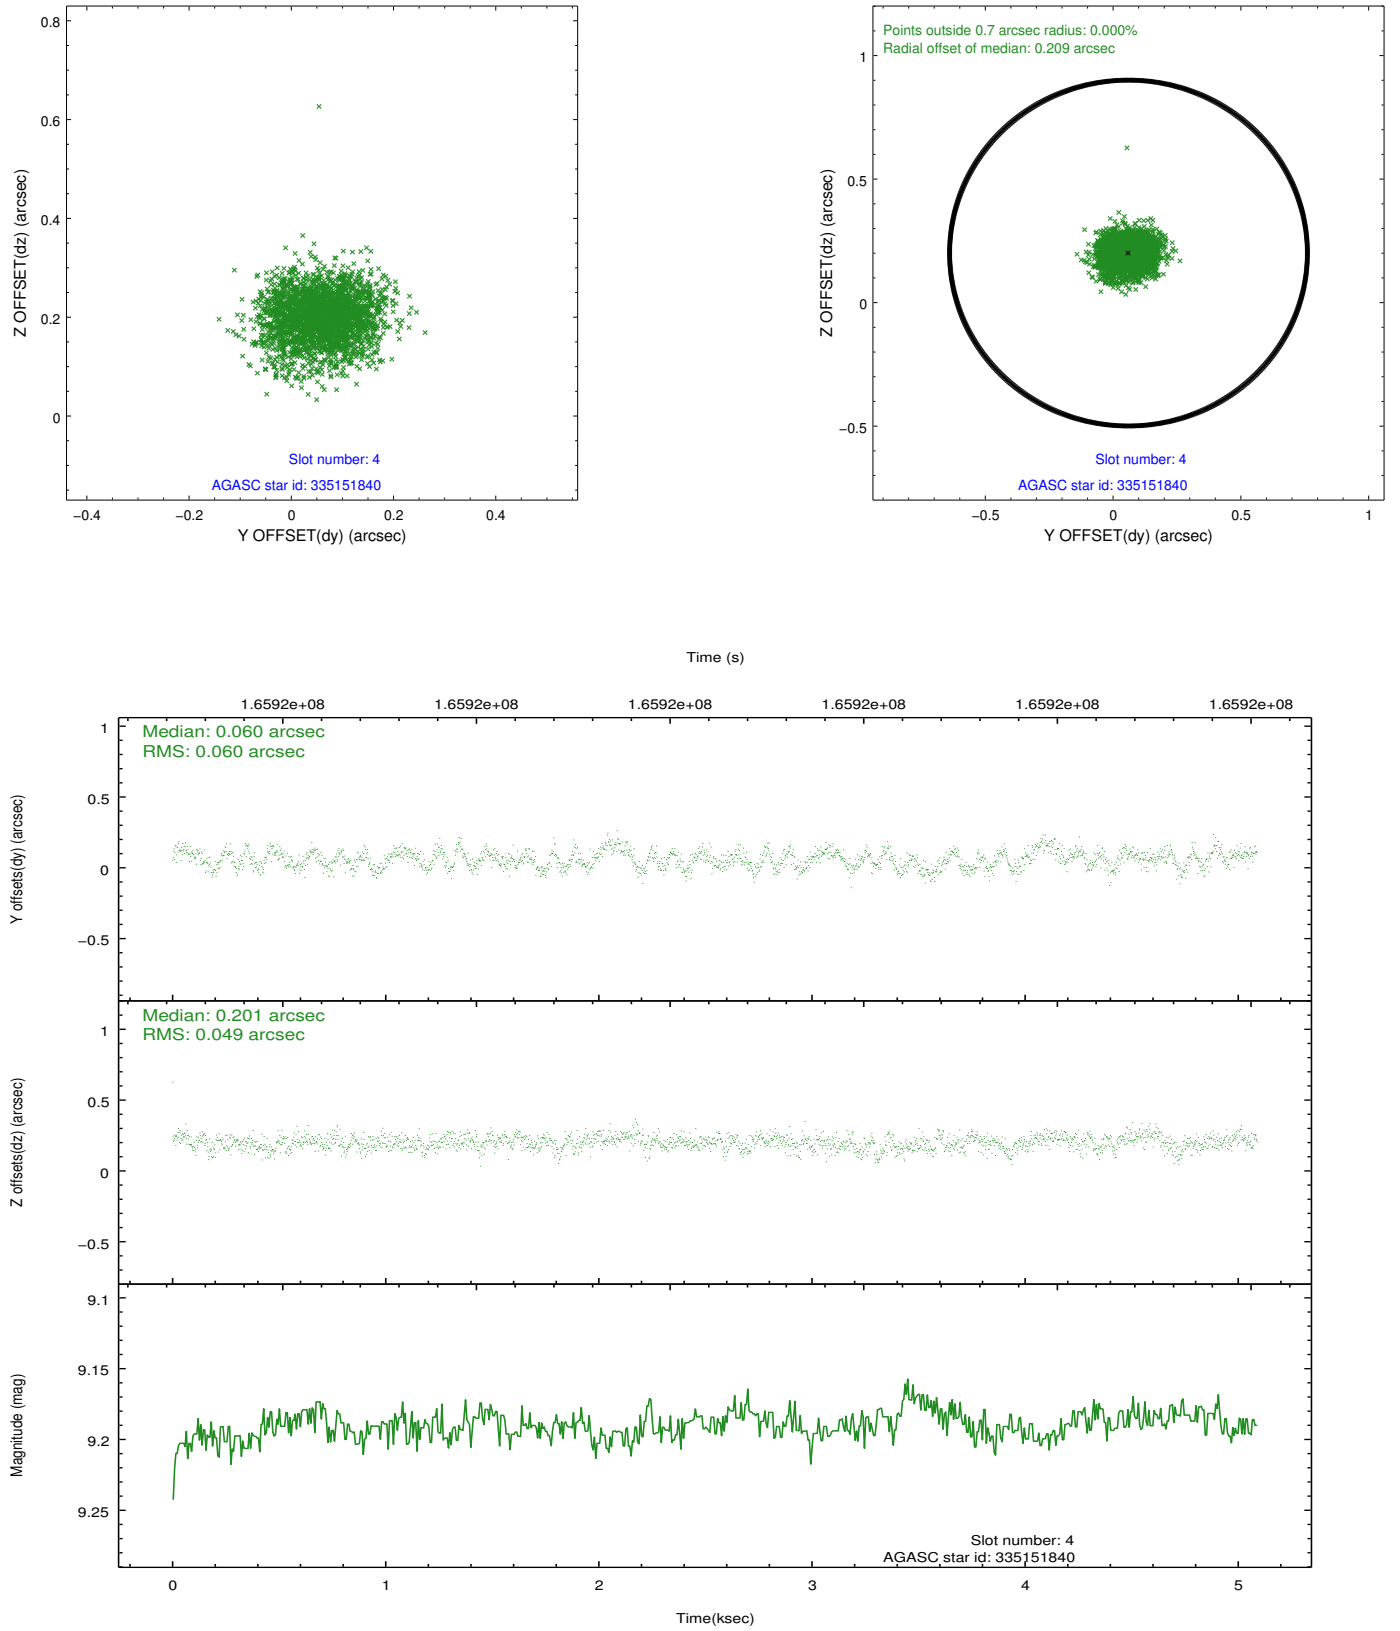 0.8
0.6
0.4
0.2
0
−0.4
−0.2
0
0.2
0.4
Z OFFSET(dz) (arcsec)
Y OFFSET(dy) (arcsec)
Slot number: 4
AGASC star id: 335151840
Points outside 0.7 arcsec radius: 0.000%
Radial offset of median: 0.209 arcsec
1
0.5
0
−0.5
−0.5
0
0.5
1
Z OFFSET(dz) (arcsec)
Y OFFSET(dy) (arcsec)
Slot number: 4
AGASC star id: 335151840
Time (s)
1.6592e+08
1.6592e+08
1.6592e+08
1.6592e+08
1.6592e+08
1.6592e+08
Median: 0.060 arcsec
RMS: 0.060 arcsec
1
0.5
0
−0.5
Y offsets(dy) (arcsec)
Median: 0.201 arcsec
RMS: 0.049 arcsec
1
0.5
0
−0.5
Z offsets(dz) (arcsec)
9.1
9.15
9.2
9.25
Magnitude (mag)
Slot number: 4
AGASC star id: 335151840
0
1
2
3
4
5
Time(ksec)